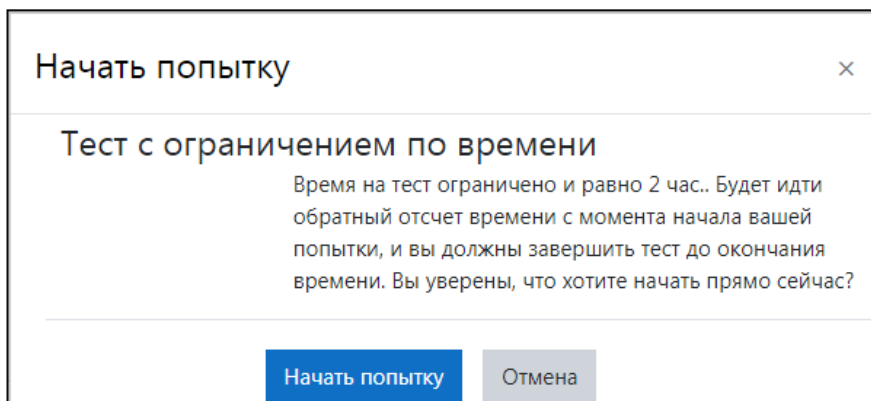 Начать попытку ×
Тест с ограничением по времени
Время на тест ограничено и равно 2 час.. Будет идти
обратный отсчет времени с момента начала вашей
попытки, и вы должны завершить тест до окончания
времени. Вы уверены, что хотите начать прямо сейчас?
Начать попытку Отмена